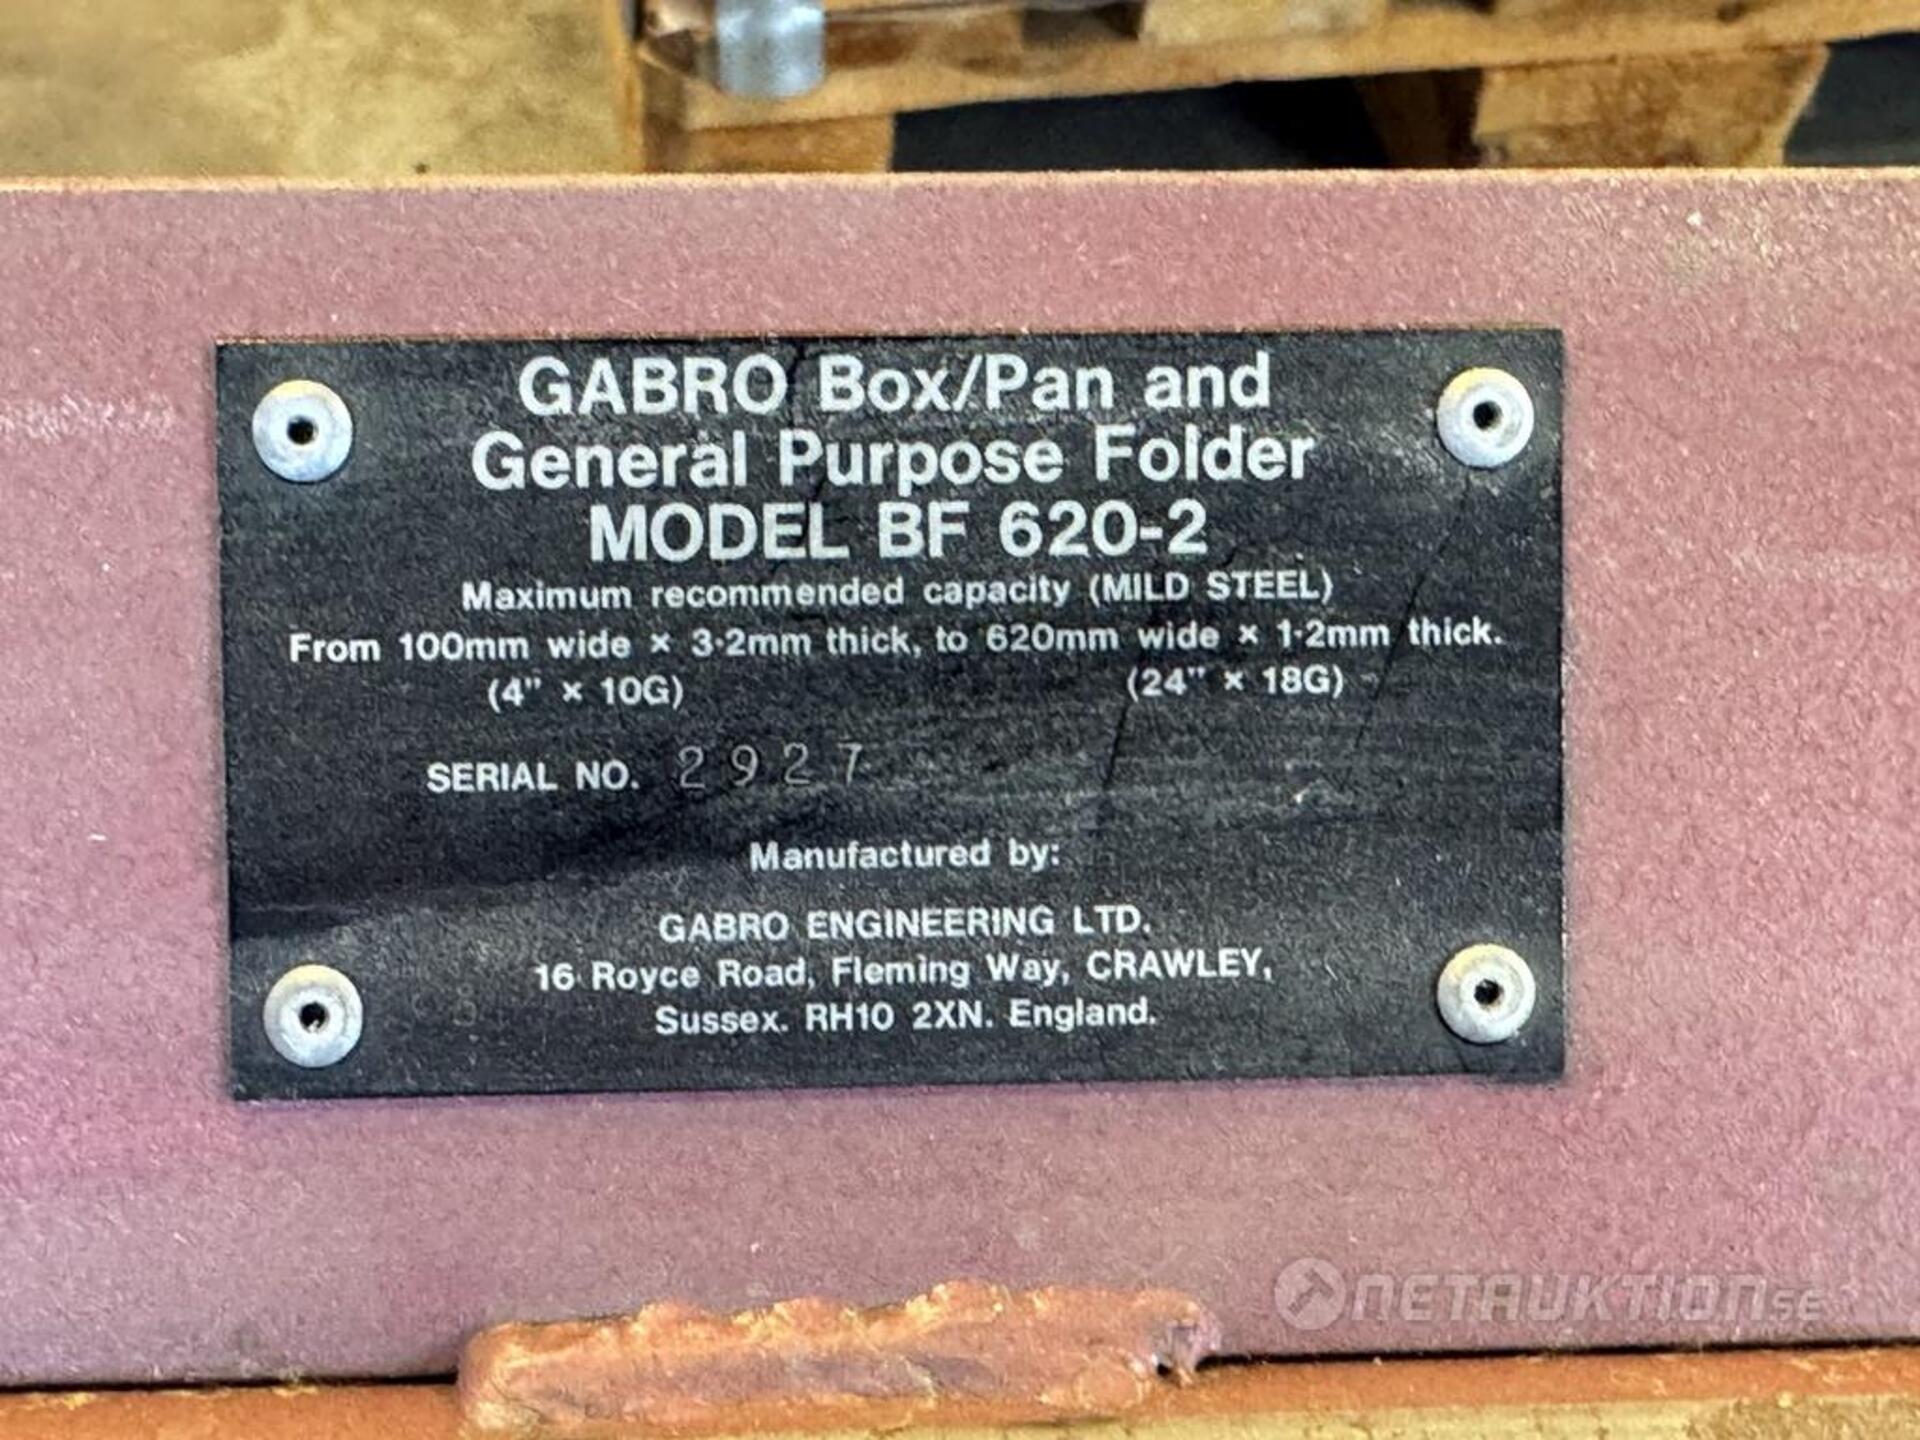 GABRO Box/Pan and
General Purpose Folder
MODEL BF 620-2
Maximum recommended capacity (MILD STEEL)
From 100mm wide × 3·2mm thick, to 620mm wide × 1·2mm thick.
(4" × 10G) (24" × 18G)
SERIAL NO. 2927
Manufactured by:
GABRO ENGINEERING LTD.
16 Royce Road, Fleming Way, CRAWLEY,
Sussex. RH10 2XN. England.
NETAUKTION.SE